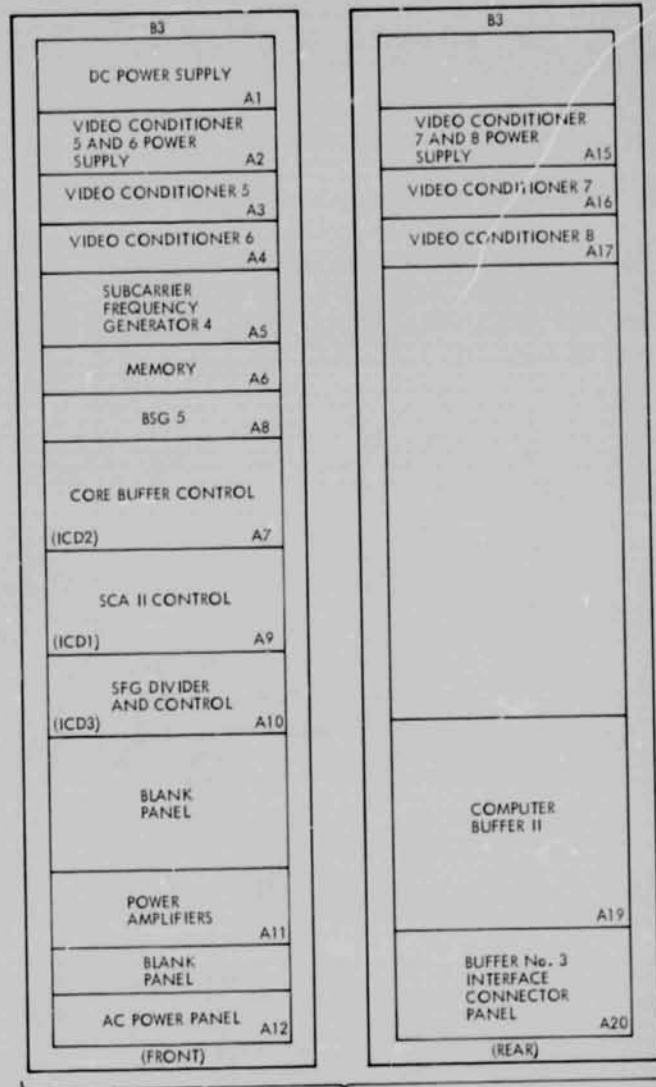 B3
DC POWER SUPPLY
A1
VIDEO CONDITIONER
5 AND 6 POWER
SUPPLY
A2
VIDEO CONDITIONER 5
A3
VIDEO CONDITIONER 6
A4
SUBCARRIER
FREQUENCY
GENERATOR 4
A5
MEMORY
A6
BSG 5
A8
CORE BUFFER CONTROL
(ICD2)
A7
SCA II CONTROL
(ICD1)
A9
SFG DIVIDER
AND CONTROL
(ICD3)
A10
BLANK
PANEL
POWER
AMPLIFIERS
A11
BLANK
PANEL
AC POWER PANEL
A12
(FRONT)
B3
VIDEO CONDITIONER
7 AND 8 POWER
SUPPLY
A15
VIDEO CONDITIONER 7
A16
VIDEO CONDITIONER 8
A17
COMPUTER
BUFFER II
A19
BUFFER No. 3
INTERFACE
CONNECTOR
PANEL
A20
(REAR)